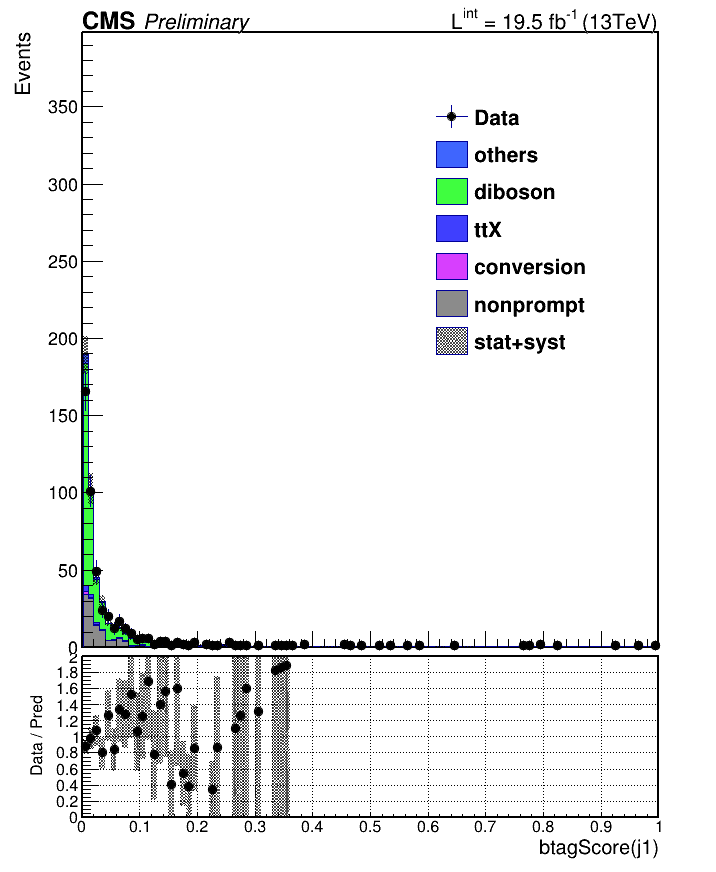 CMS Preliminary
L^int = 19.5 fb^-1 (13TeV)
Events
350
300
250
200
150
100
50
0
Data
others
diboson
ttX
conversion
nonprompt
stat+syst
Data / Pred
2
1.8
1.6
1.4
1.2
1
0.8
0.6
0.4
0.2
0
0 0.1 0.2 0.3 0.4 0.5 0.6 0.7 0.8 0.9 1
btagScore(j1)